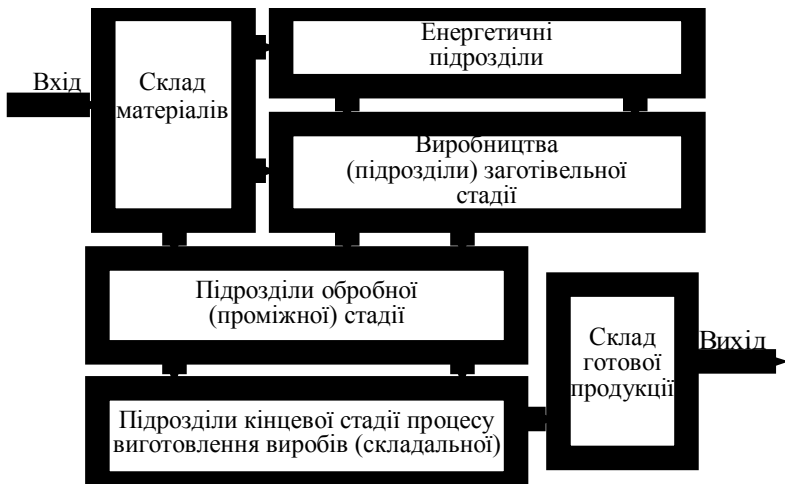 Вхід
Склад
матеріалів
Енергетичні
підрозділи
Виробництва
(підрозділи) заготівельної
стадії
Підрозділи обробної
(проміжної) стадії
Підрозділи кінцевої стадії процесу
виготовлення виробів (складальної)
Склад
готової
продукції
Вихід